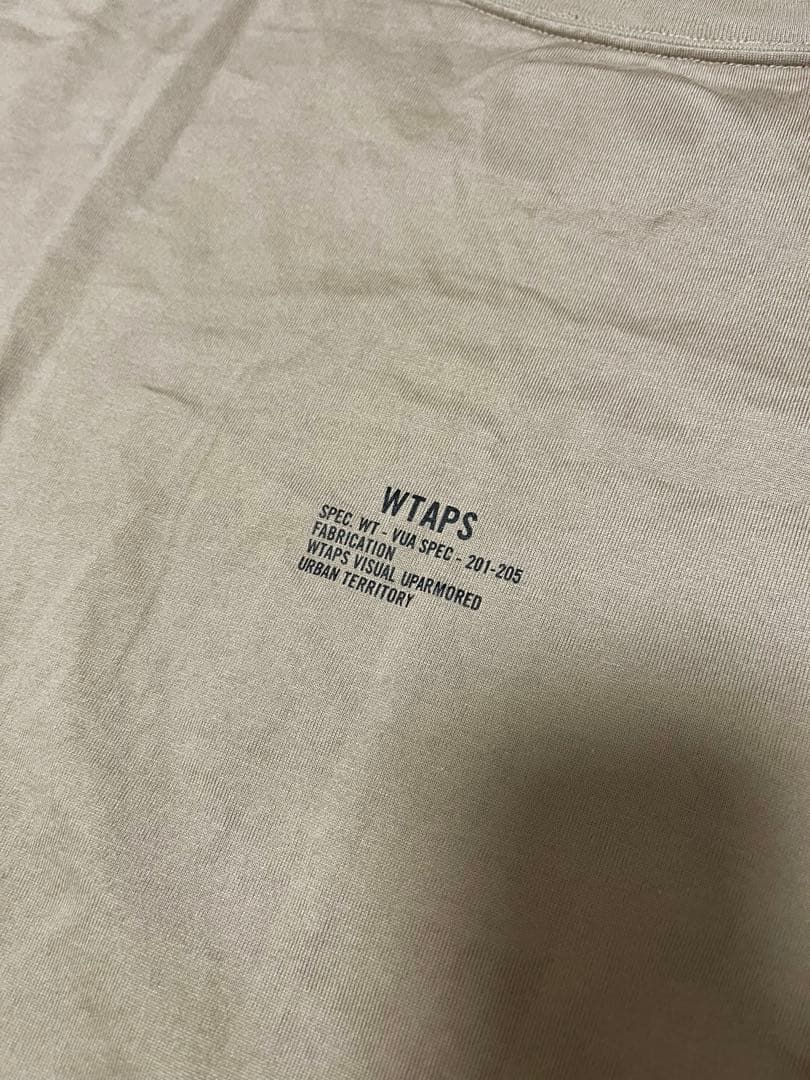 WTAPS
SPEC. WT - VUA SPEC - 201-205
FABRICATION
WTAPS VISUAL UPARMORED
URBAN TERRITORY